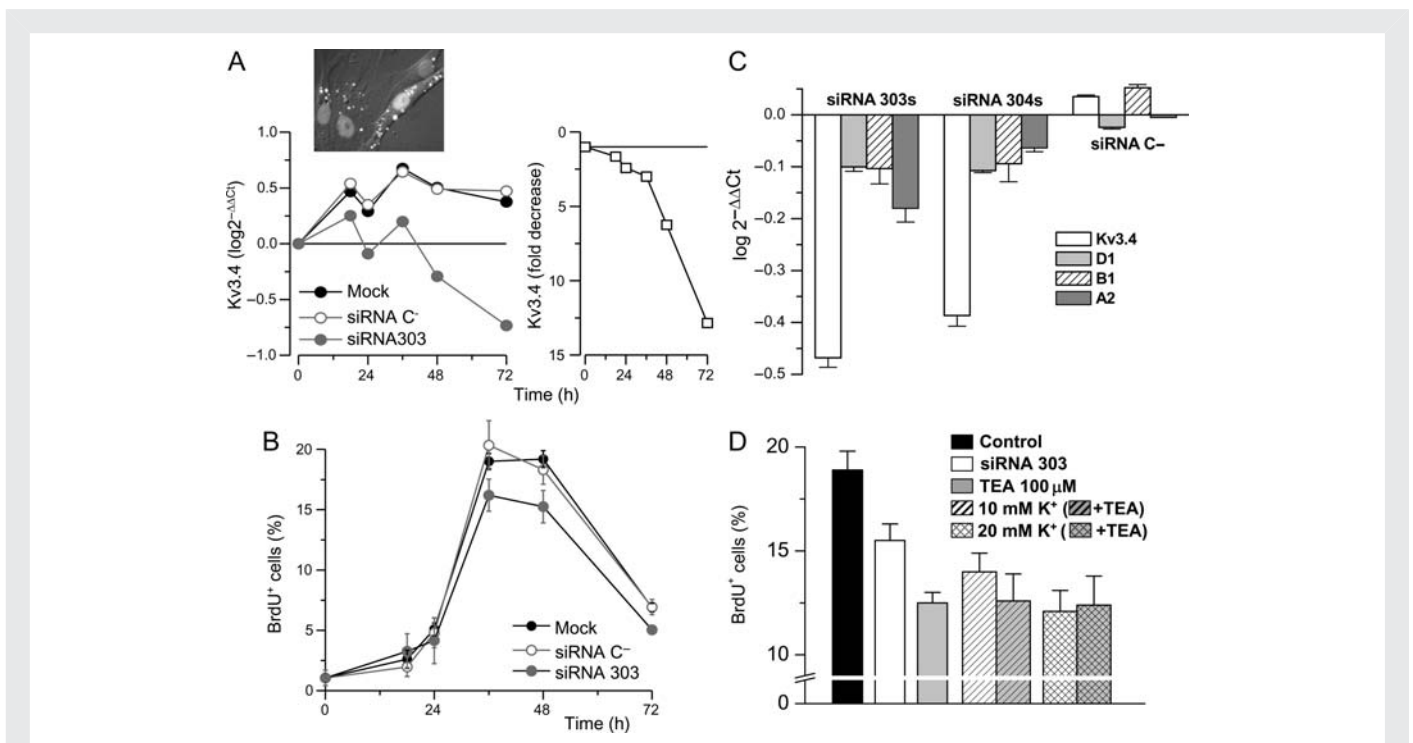 A
Kv3.4 (log2−ΔΔCt)
1.0
0.5
0.0
−0.5
−1.0
Mock
siRNA C-
siRNA303
0 24 48 72
Kv3.4 (fold decrease)
0
5
10
15
0 24 48 72
Time (h)
C
log 2−ΔΔCt
0.0
−0.1
−0.2
−0.3
−0.4
−0.5
siRNA 303s
siRNA 304s
siRNA C−
Kv3.4
D1
B1
A2
B
BrdU+ cells (%)
20
15
10
5
0
Mock
siRNA C−
siRNA 303
0 24 48 72
Time (h)
D
BrdU+ cells (%)
20
15
10
0
Control
siRNA 303
TEA 100 μM
10 mM K+ ( +TEA)
20 mM K+ ( +TEA)